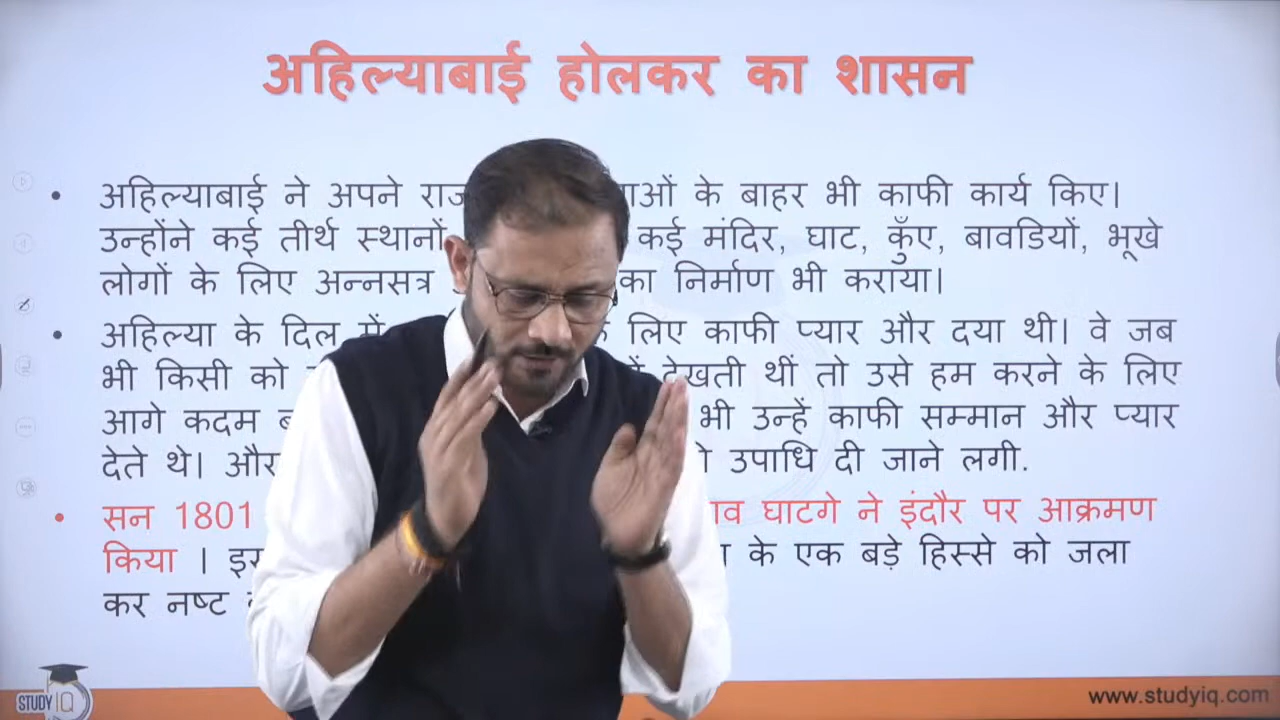 अहिल्याबाई होलकर का शासन
• अहिल्याबाई ने अपने के बाहर भी काफी कार्य किए।
उन्होंने कई तीर्थ स्थानों कई मंदिर, घाट, कुँए, बावडियों, भूखे
लोगों के लिए अन्नसत्र का निर्माण भी कराया।
• अहिल्या के दिल में लिए काफी प्यार और दया थी। वे जब
भी किसी को देखती थीं तो उसे हम करने के लिए
आगे कदम भी उन्हें काफी सम्मान और प्यार
देते थे। और उपाधि दी जाने लगी.
• सन 1801 घाटगे ने इंदौर पर आक्रमण
किया । के एक बड़े हिस्से को जला
कर नष्ट
STUDY IQ
www.studyiq.com